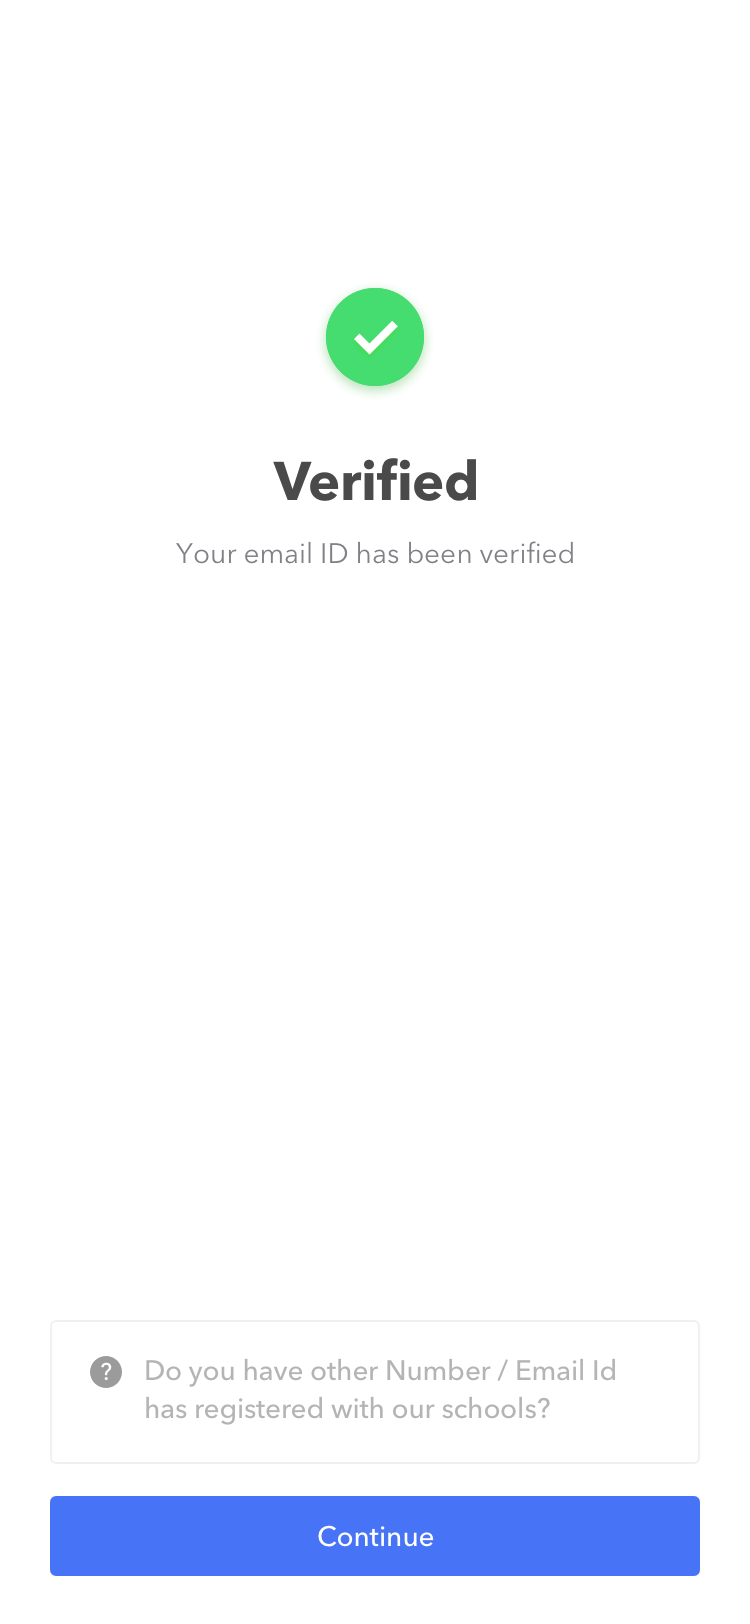 Verified
Your email ID has been verified
? Do you have other Number / Email Id
has registered with our schools?
Continue